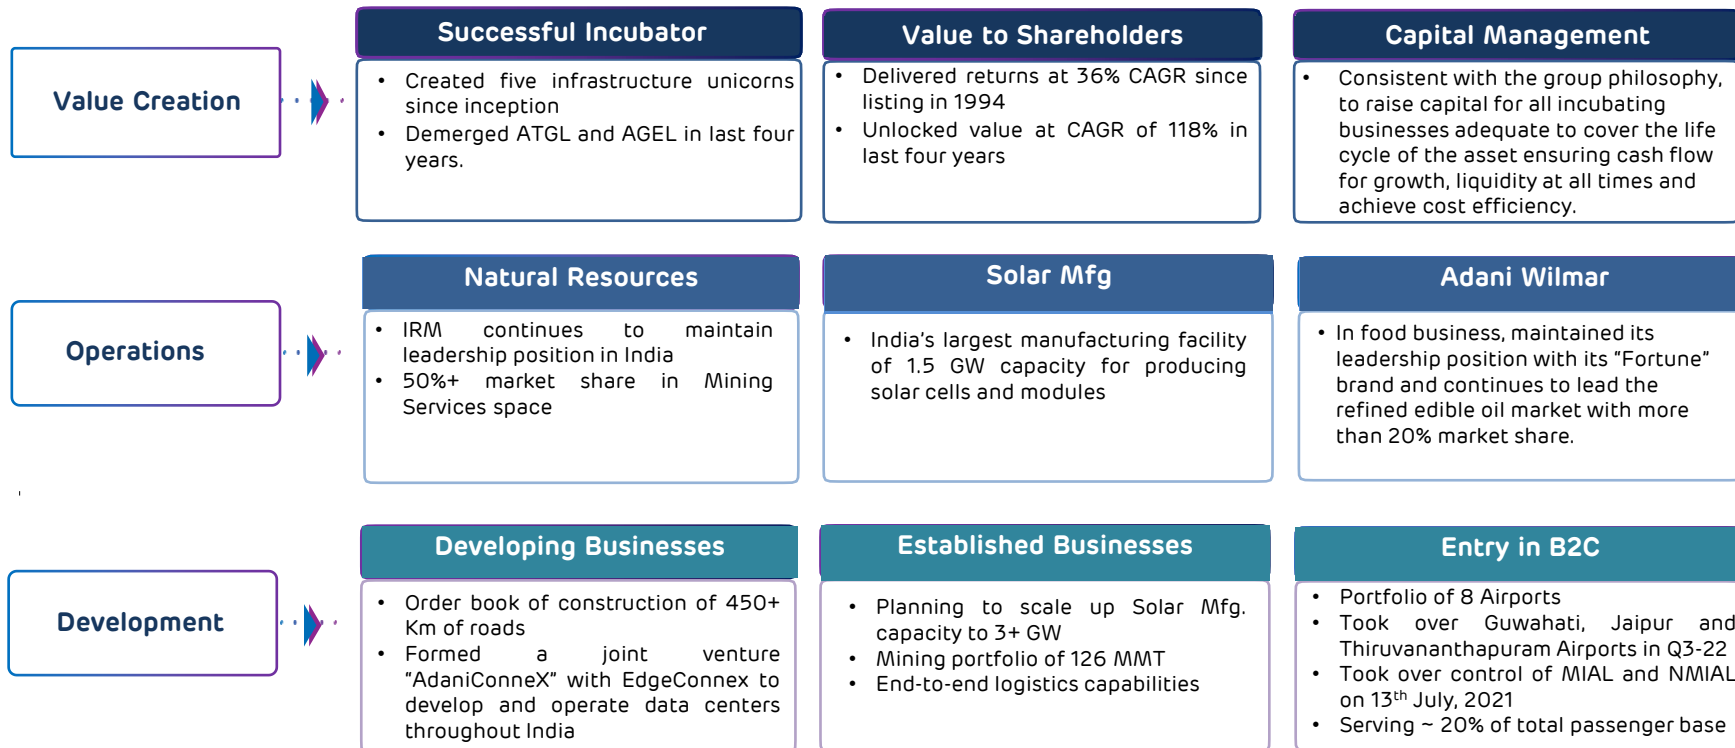 Value Creation
Successful Incubator
• Created five infrastructure unicorns
since inception
• Demerged ATGL and AGEL in last four
years.
Value to Shareholders
• Delivered returns at 36% CAGR since
listing in 1994
• Unlocked value at CAGR of 118% in
last four years
Capital Management
• Consistent with the group philosophy,
to raise capital for all incubating
businesses adequate to cover the life
cycle of the asset ensuring cash flow
for growth, liquidity at all times and
achieve cost efficiency.
Operations
Natural Resources
• IRM continues to maintain
leadership position in India
• 50%+ market share in Mining
Services space
Solar Mfg
• India's largest manufacturing facility
of 1.5 GW capacity for producing
solar cells and modules
Adani Wilmar
• In food business, maintained its
leadership position with its "Fortune"
brand and continues to lead the
refined edible oil market with more
than 20% market share.
Development
Developing Businesses
• Order book of construction of 450+
Km of roads
• Formed a joint venture
"AdaniConneX" with EdgeConnex to
develop and operate data centers
throughout India
Established Businesses
• Planning to scale up Solar Mfg.
capacity to 3+ GW
• Mining portfolio of 126 MMT
• End-to-end logistics capabilities
Entry in B2C
• Portfolio of 8 Airports
• Took over Guwahati, Jaipur and
Thiruvananthapuram Airports in Q3-22
• Took over control of MIAL and NMIAL
on 13th July, 2021
• Serving ~ 20% of total passenger base